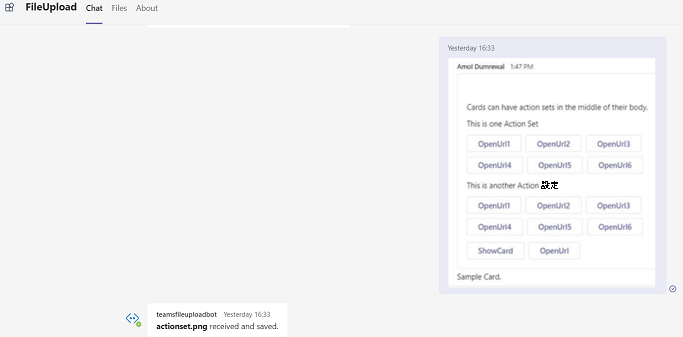 FileUpload Chat Files About
Yesterday 16:33
Amol Dumrewal 1:47 PM
Cards can have action sets in the middle of their body.
This is one Action Set
OpenUrl1 OpenUrl2 OpenUrl3
OpenUrl4 OpenUrl5 OpenUrl6
This is another Action 設定
OpenUrl1 OpenUrl2 OpenUrl3
OpenUrl4 OpenUrl5 OpenUrl6
ShowCard OpenUrl
Sample Card.
teamsfileuploadbot Yesterday 16:33
actionset.png received and saved.